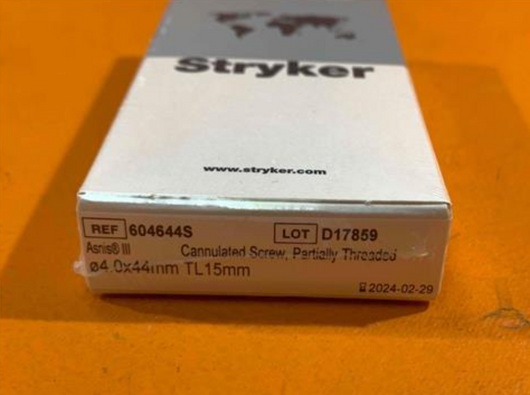 Stryker
www.stryker.com
REF 604644S LOT D17859
Asnis® III Cannulated Screw, Partially Threaded
ø4.0x44mm TL15mm
2024-02-29